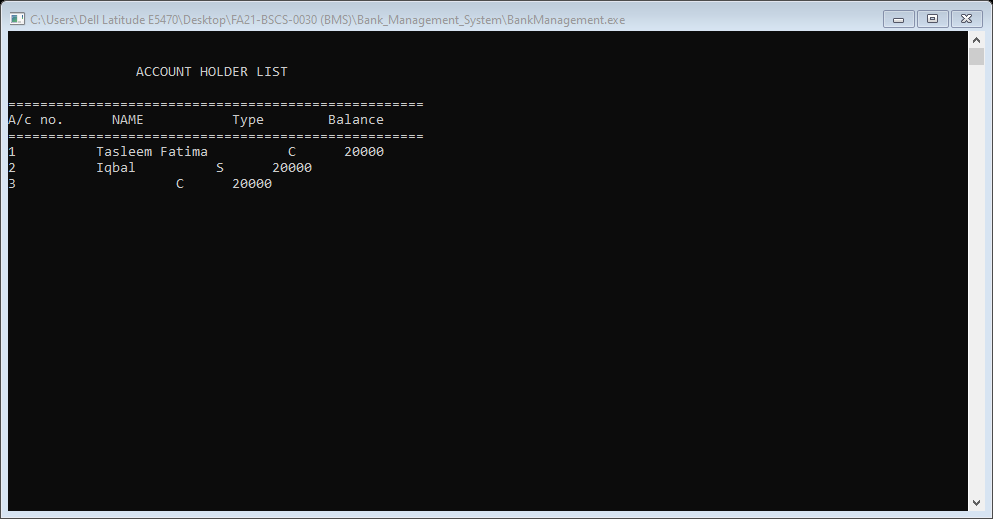 C:\Users\Dell Latitude E5470\Desktop\FA21-BSCS-0030 (BMS)\Bank_Management_System\BankManagement.exe
ACCOUNT HOLDER LIST
====================================================
A/c no.      NAME           Type        Balance
====================================================
1          Tasleem Fatima          C      20000
2          Iqbal          S      20000
3                    C      20000